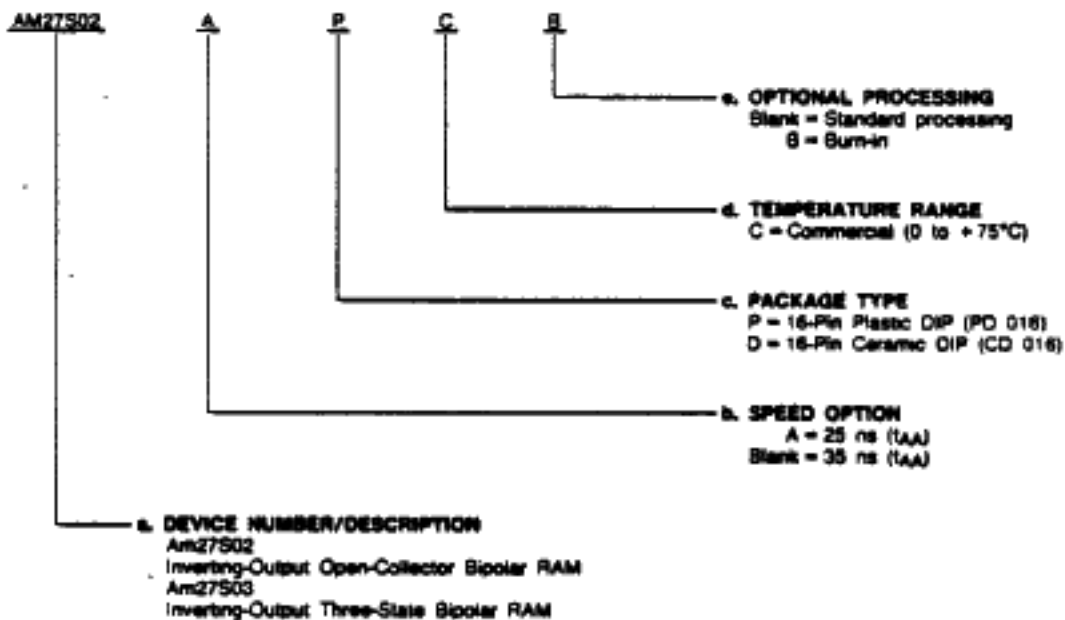 AM27S02 A P C B
e. OPTIONAL PROCESSING
Blank = Standard processing
B = Burn-in
d. TEMPERATURE RANGE
C = Commercial (0 to +75°C)
c. PACKAGE TYPE
P = 16-Pin Plastic DIP (PD 016)
D = 16-Pin Ceramic DIP (CD 016)
b. SPEED OPTION
A = 25 ns (tAA)
Blank = 35 ns (tAA)
a. DEVICE NUMBER/DESCRIPTION
Am27S02
Inverting-Output Open-Collector Bipolar RAM
Am27S03
Inverting-Output Three-State Bipolar RAM